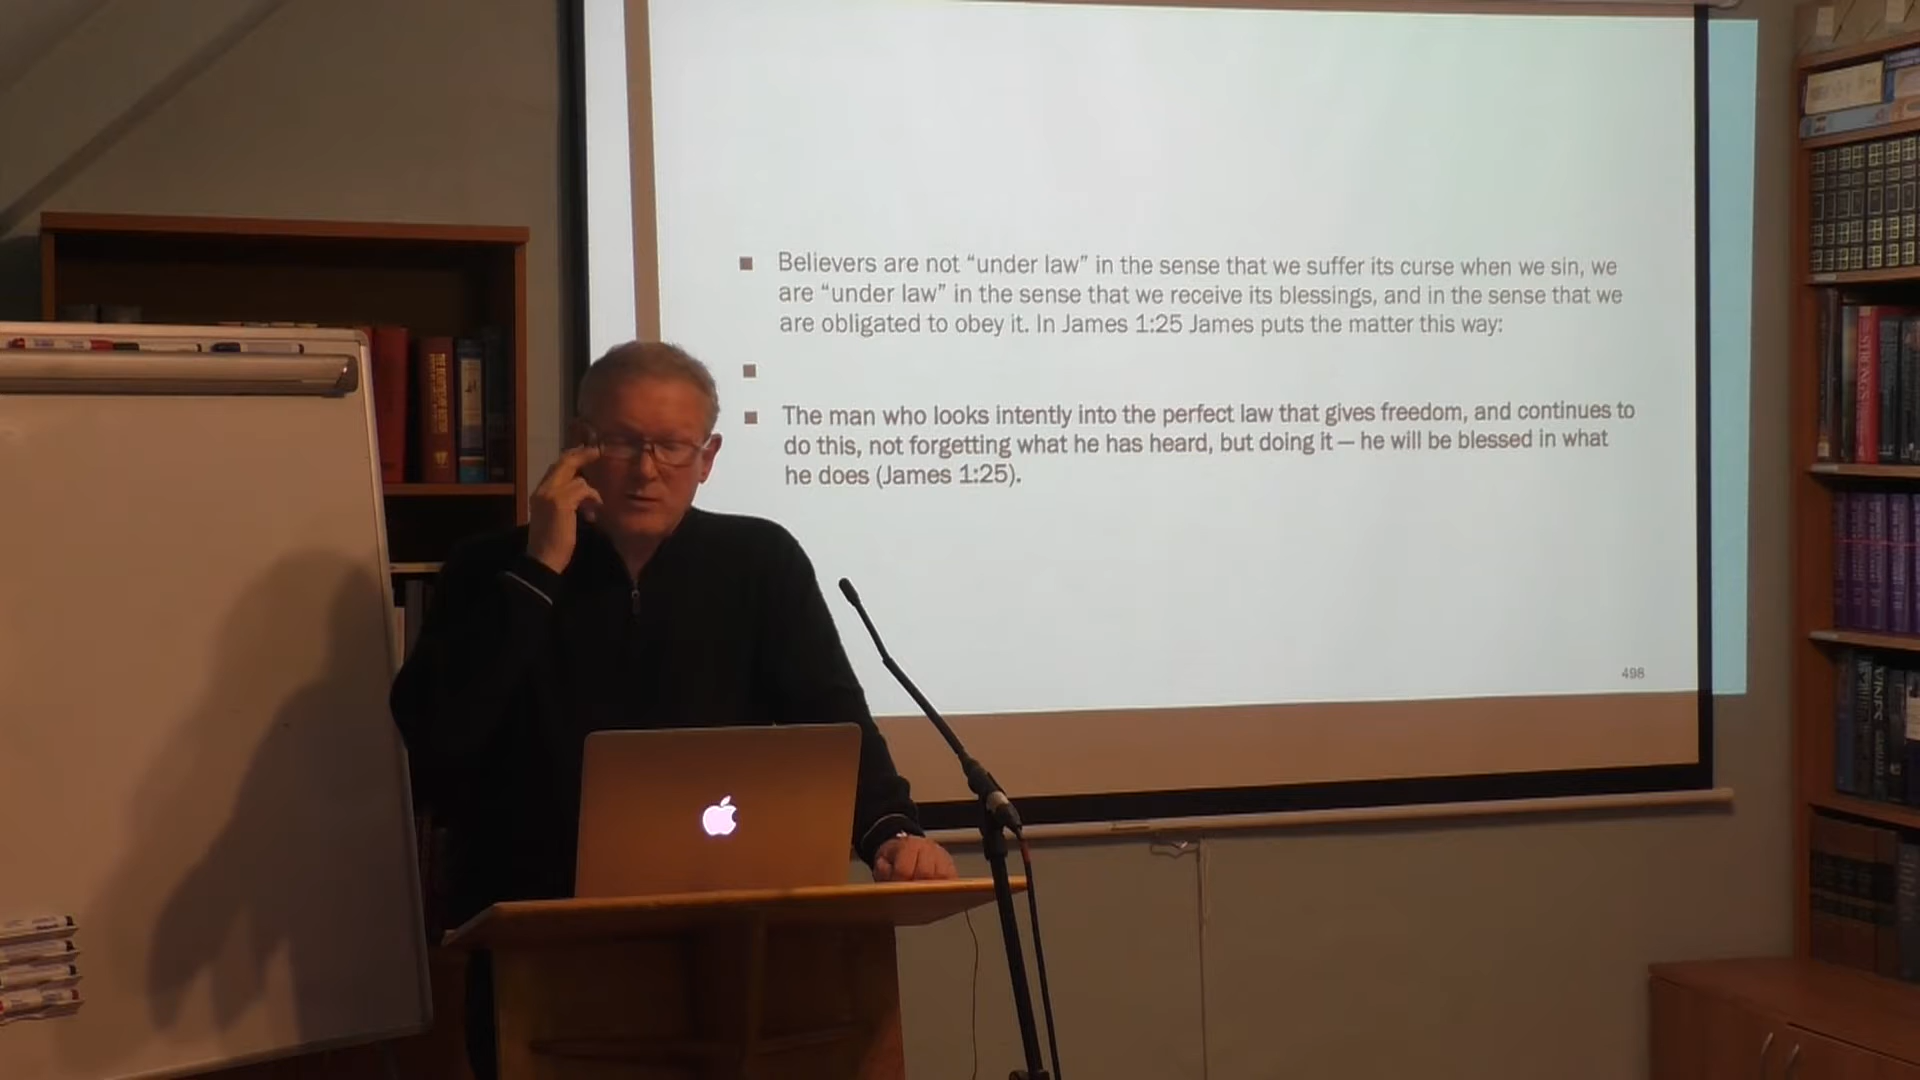 Believers are not “under law” in the sense that we suffer its curse when we sin, we
are “under law” in the sense that we receive its blessings, and in the sense that we
are obligated to obey it. In James 1:25 James puts the matter this way:
The man who looks intently into the perfect law that gives freedom, and continues to
do this, not forgetting what he has heard, but doing it — he will be blessed in what
he does (James 1:25).
498
STRONG'S